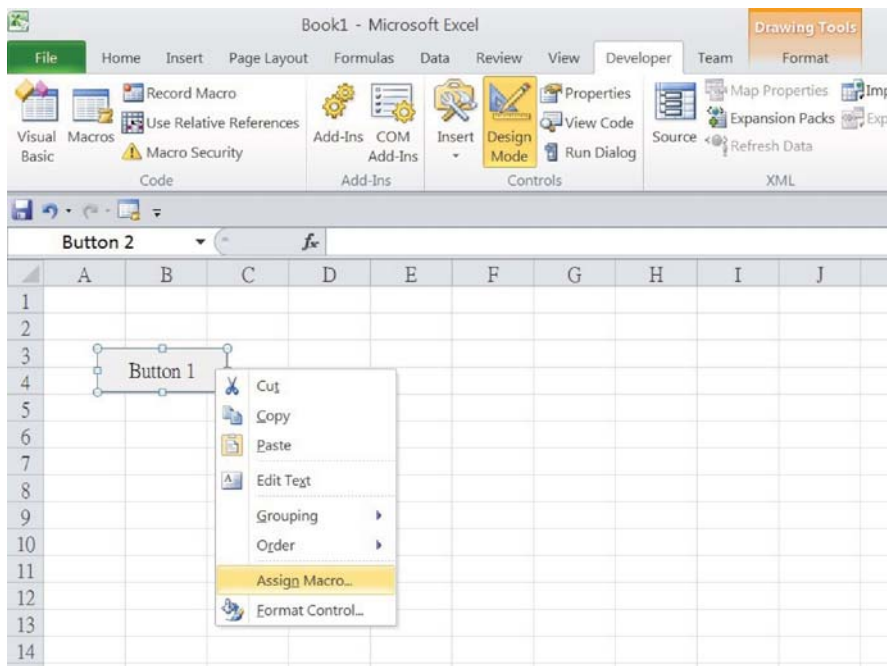 Book1 - Microsoft Excel
Drawing Tools
File Home Insert Page Layout Formulas Data Review View Developer Team Format
Visual Basic
Macros
Record Macro
Use Relative References
Macro Security
Code
Add-Ins
COM Add-Ins
Add-Ins
Insert
Design Mode
Properties
View Code
Run Dialog
Controls
Source
Map Properties
Expansion Packs
Refresh Data
Imp
Exp
XML
Button 2 fx
A B C D E F G H I J
1
2
3
Button 1
4
5
6
7
8
9
10
11
12
13
14
Cut
Copy
Paste
Edit Text
Grouping
Order
Assign Macro...
Format Control...